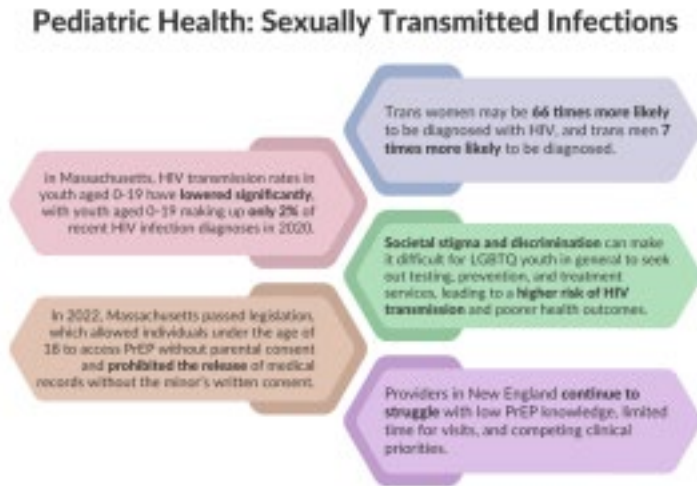 Pediatric Health: Sexually Transmitted Infections
Trans women may be 66 times more likely
to be diagnosed with HIV, and trans men 7
times more likely to be diagnosed.
in Massachusetts, HIV transmission rates in
youth aged 0-19 have lowered significantly,
with youth aged 0-19 making up only 2% of
recent HIV infection diagnoses in 2020.
Societal stigma and discrimination can make
it difficult for LGBTQ youth in general to seek
out testing, prevention, and treatment
services, leading to a higher risk of HIV
transmission and poorer health outcomes.
In 2022, Massachusetts passed legislation,
which allowed individuals under the age of
18 to access PrEP without parental consent
and prohibited the release of medical
records without the minor's written consent.
Providers in New England continue to
struggle with low PrEP knowledge, limited
time for visits, and competing clinical
priorities.